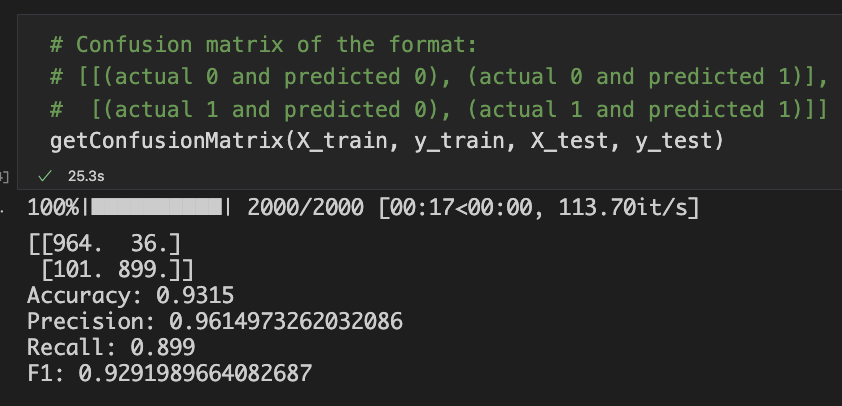 # Confusion matrix of the format:
# [[(actual 0 and predicted 0), (actual 0 and predicted 1)],
#  [(actual 1 and predicted 0), (actual 1 and predicted 1)]]
getConfusionMatrix(X_train, y_train, X_test, y_test)
✓ 25.3s
100%|██████████| 2000/2000 [00:17<00:00, 113.70it/s]
[[964.  36.]
 [101. 899.]]
Accuracy: 0.9315
Precision: 0.9614973262032086
Recall: 0.899
F1: 0.9291989664082687